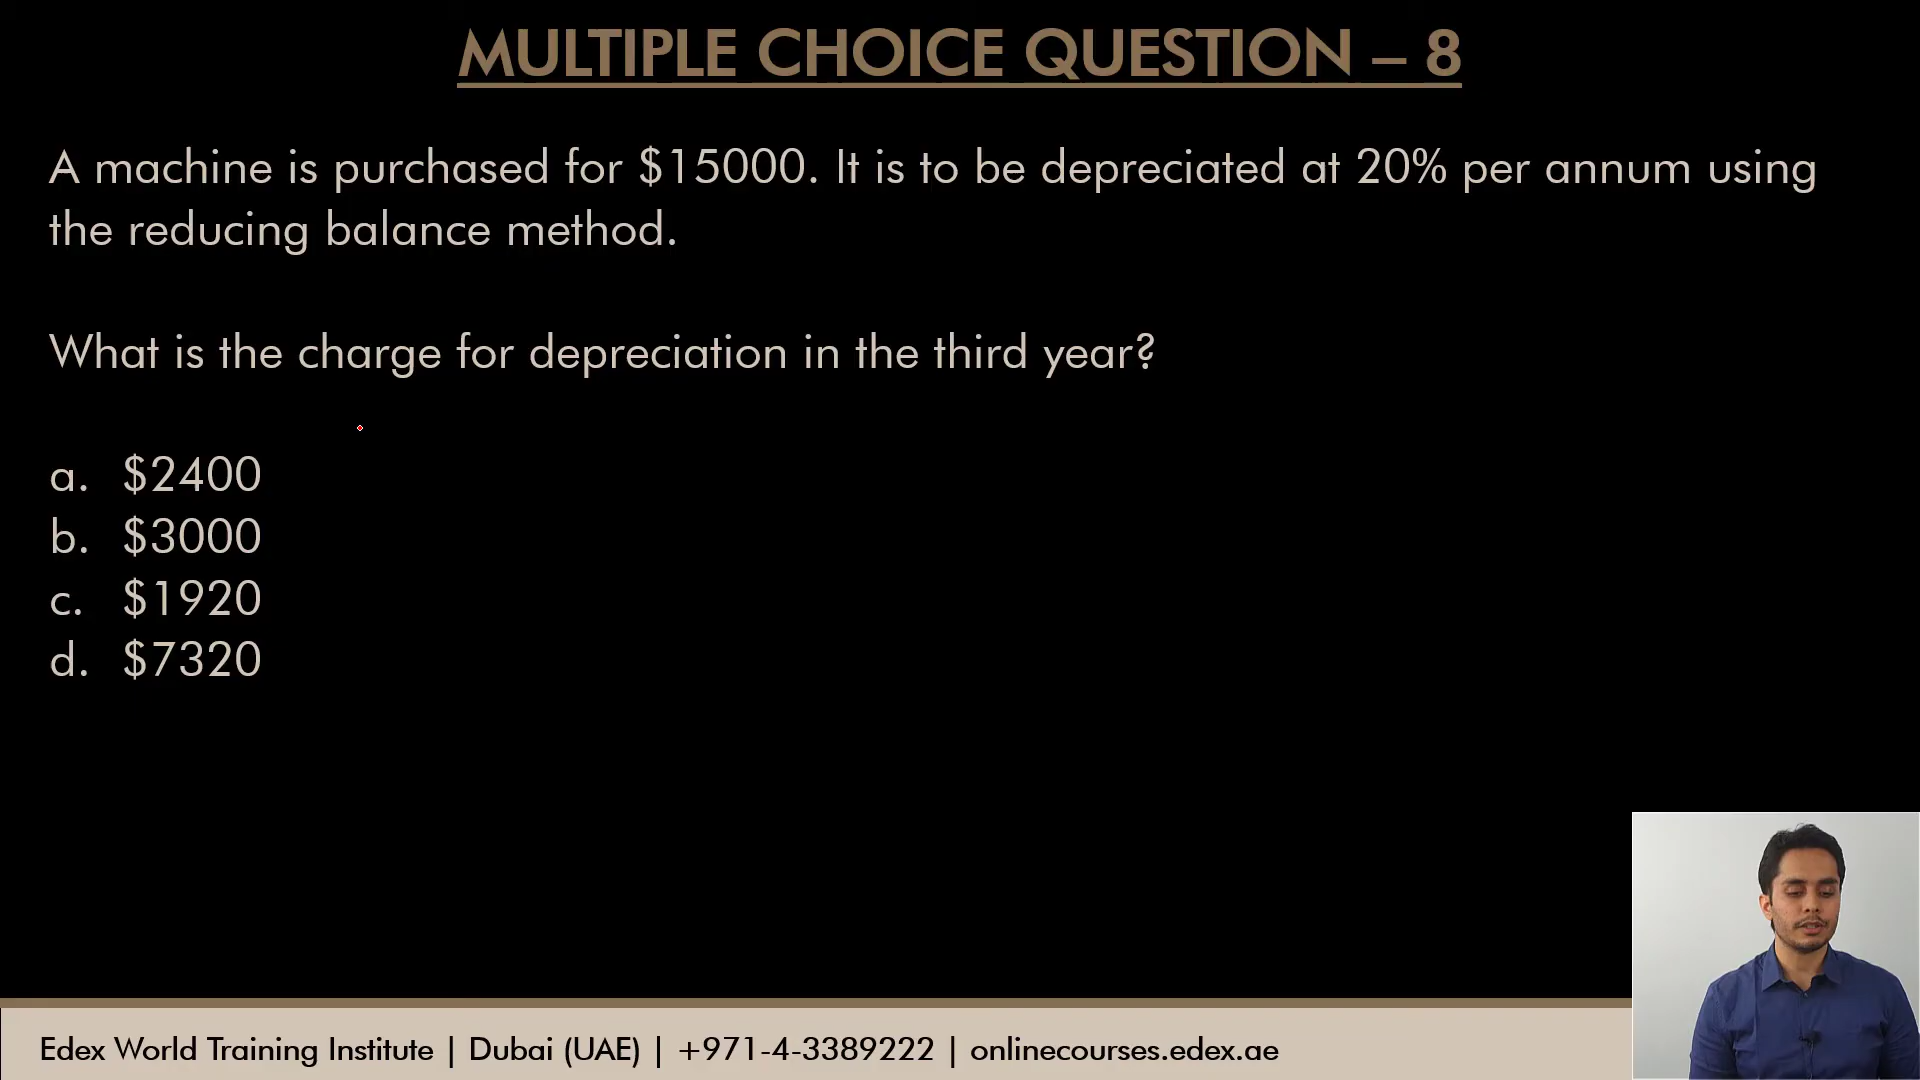 MULTIPLE CHOICE QUESTION – 8
A machine is purchased for $15000. It is to be depreciated at 20% per annum using
the reducing balance method.
What is the charge for depreciation in the third year?
a. $2400
b. $3000
c. $1920
d. $7320
Edex World Training Institute | Dubai (UAE) | +971-4-3389222 | onlinecourses.edex.ae